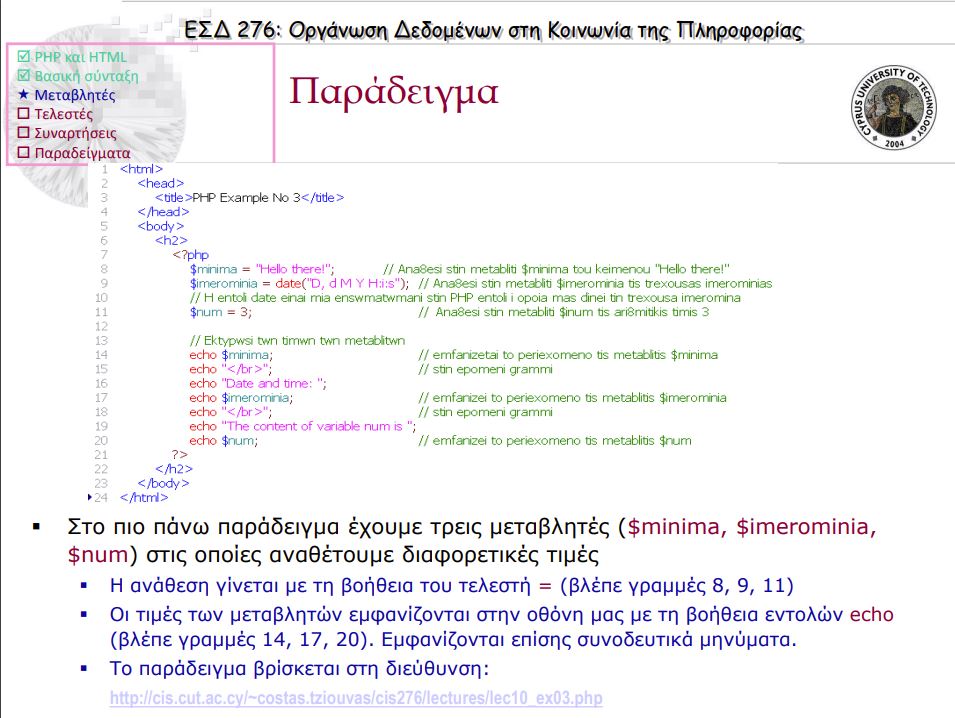 ΕΣΔ 276: Οργάνωση Δεδομένων στη Κοινωνία της Πληροφορίας
☑ PHP και HTML
☑ Βασική σύνταξη
★ Μεταβλητές
☐ Τελεστές
☐ Συναρτήσεις
☐ Παραδείγματα
Παράδειγμα
CYPRUS UNIVERSITY OF TECHNOLOGY
2004
1 <html>
2 <head>
3 <title>PHP Example No 3</title>
4 </head>
5 <body>
6 <h2>
7 <?php
8 $minima = "Hello there!"; // Ana8esi stin metabliti $minima tou keimenou "Hello there!"
9 $imerominia = date("D, d M Y H:i:s"); // Ana8esi stin metabliti $imerominia tis trexousas imerominias
10 // H entoli date einai mia enswmatwmani stin PHP entoli i opoia mas dinei tin trexousa imeromina
11 $num = 3; // Ana8esi stin metabliti $inum tis ari8mitikis timis 3
12
13 // Ektypwsi twn timwn twn metablitwn
14 echo $minima; // emfanizetai to periexomeno tis metablitis $minima
15 echo "</br>"; // stin epomeni grammi
16 echo "Date and time: ";
17 echo $imerominia; // emfanizei to periexomeno tis metablitis $imerominia
18 echo "</br>"; // stin epomeni grammi
19 echo "The content of variable num is ";
20 echo $num; // emfanizei to periexomeno tis metablitis $num
21 ?>
22 </h2>
23 </body>
24 </html>
▪ Στο πιο πάνω παράδειγμα έχουμε τρεις μεταβλητές ($minima, $imerominia,
$num) στις οποίες αναθέτουμε διαφορετικές τιμές
▪ Η ανάθεση γίνεται με τη βοήθεια του τελεστή = (βλέπε γραμμές 8, 9, 11)
▪ Οι τιμές των μεταβλητών εμφανίζονται στην οθόνη μας με τη βοήθεια εντολών echo
(βλέπε γραμμές 14, 17, 20). Εμφανίζονται επίσης συνοδευτικά μηνύματα.
▪ Το παράδειγμα βρίσκεται στη διεύθυνση:
http://cis.cut.ac.cy/~costas.tziouvas/cis276/lectures/lec10_ex03.php